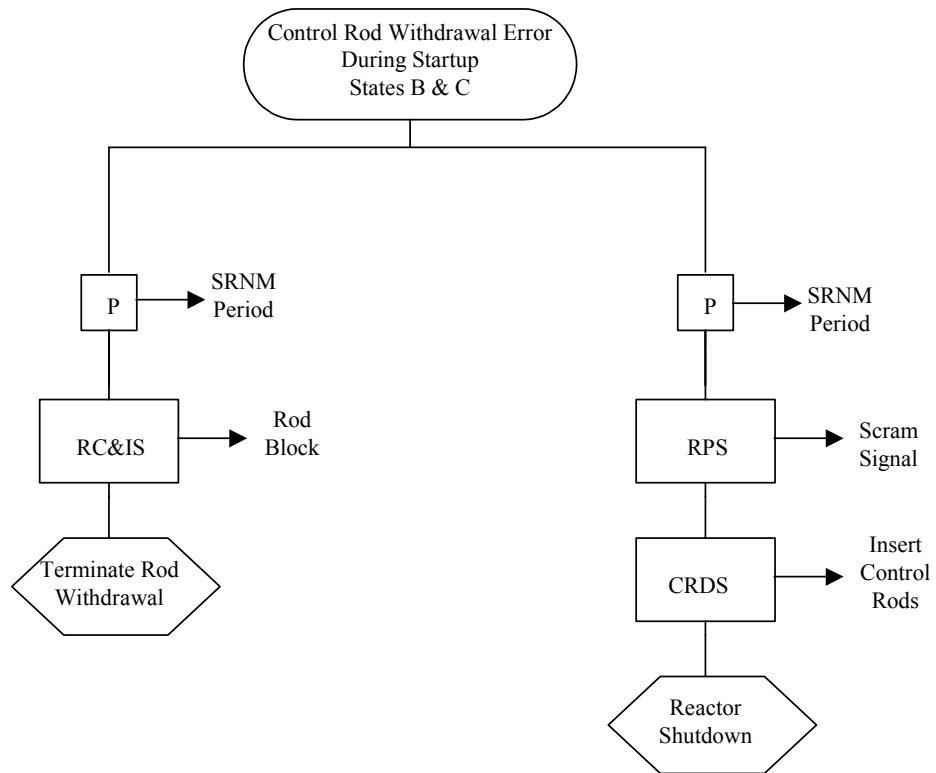 Control Rod Withdrawal Error
During Startup
States B & C
P
SRNM
Period
P
SRNM
Period
RC&IS
Rod
Block
RPS
Scram
Signal
Terminate Rod
Withdrawal
CRDS
Insert
Control
Rods
Reactor
Shutdown